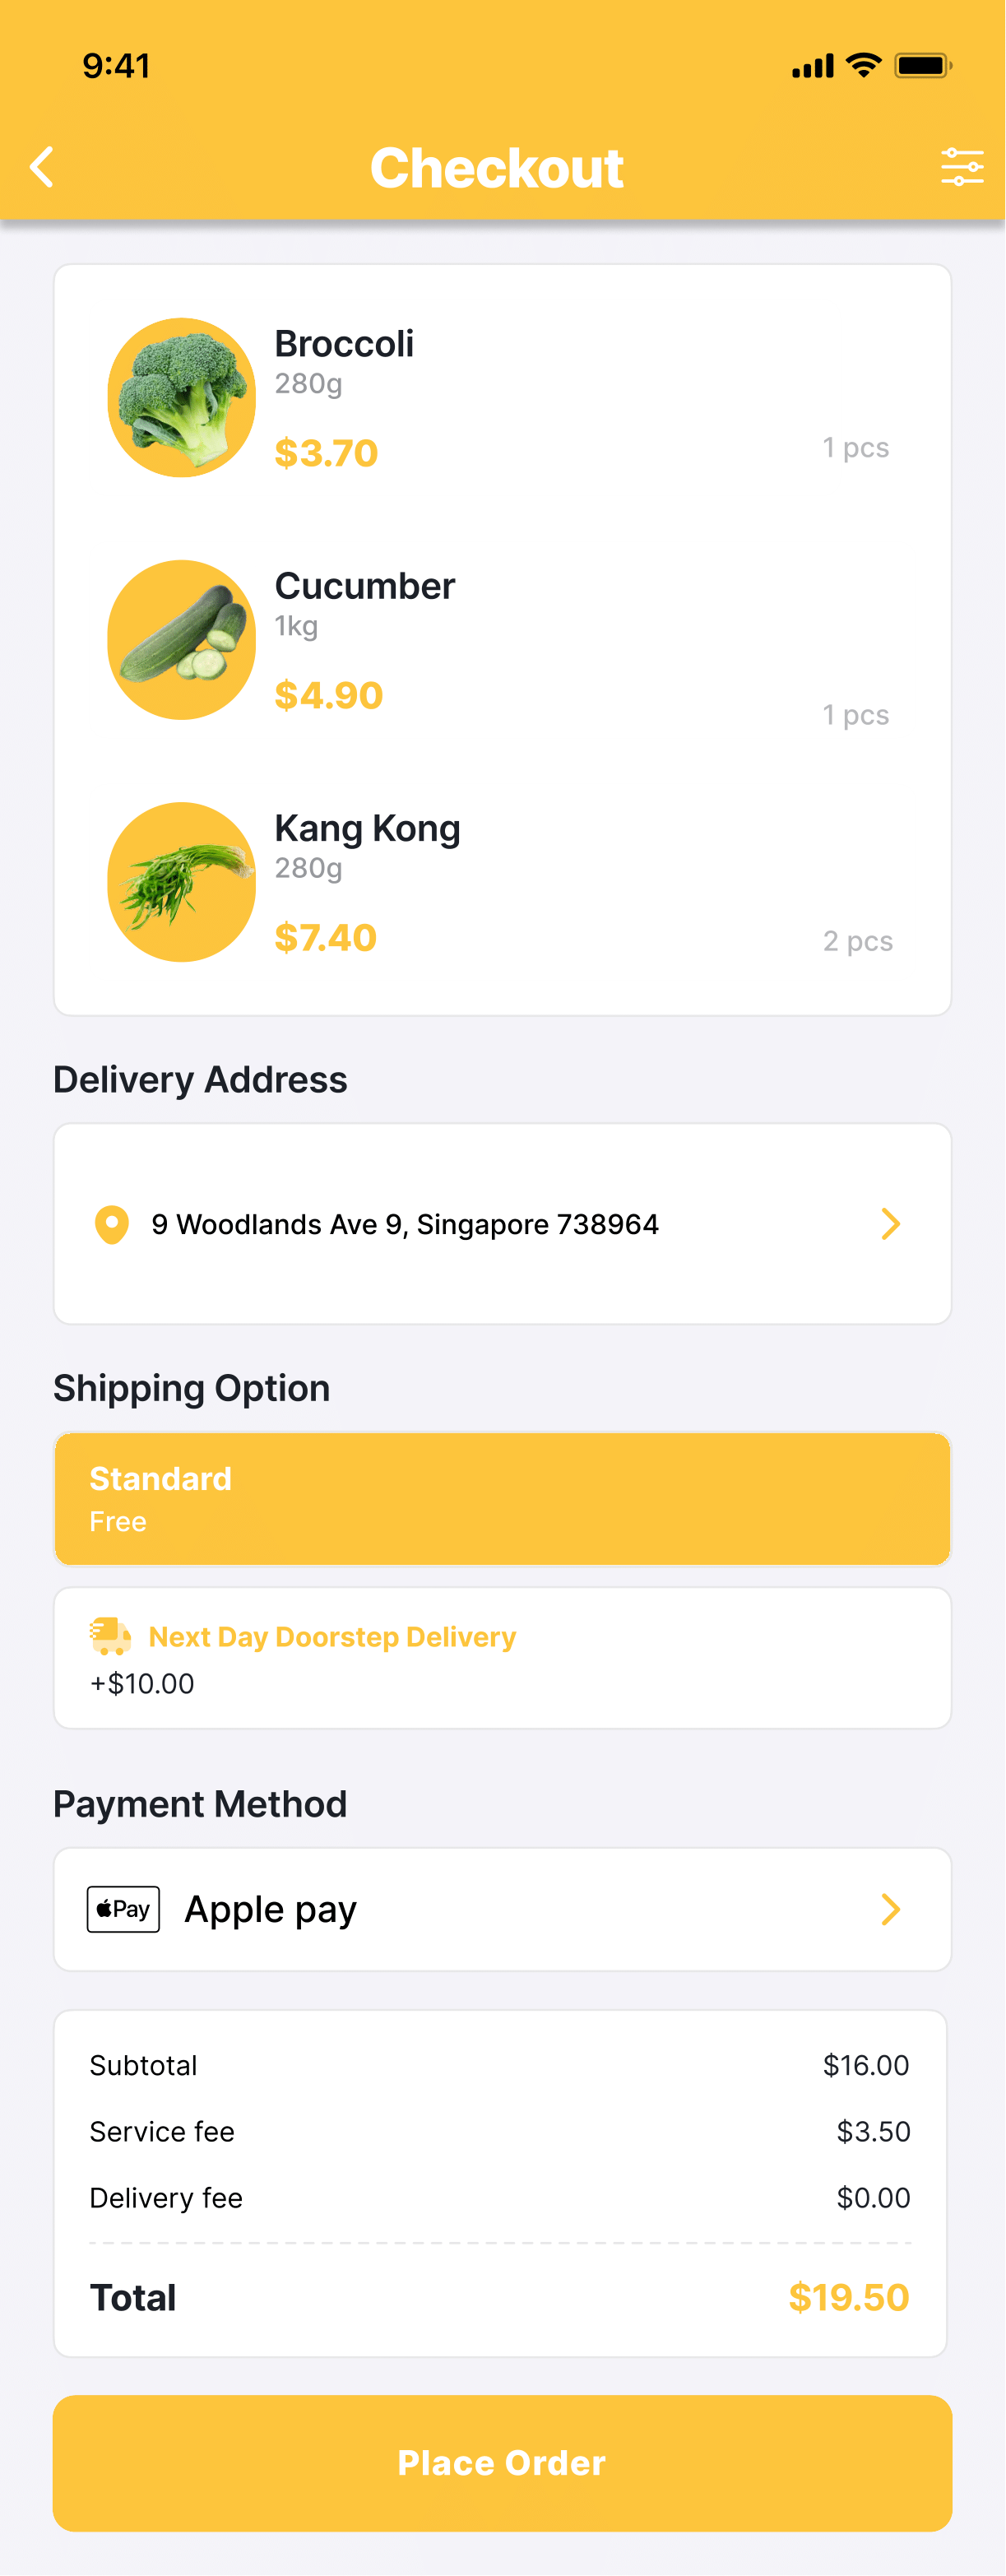 9:41
Checkout
Broccoli
280g
$3.70
1 pcs
Cucumber
1kg
$4.90
1 pcs
Kang Kong
280g
$7.40
2 pcs
Delivery Address
9 Woodlands Ave 9, Singapore 738964
Shipping Option
Standard
Free
Next Day Doorstep Delivery
+$10.00
Payment Method
Pay Apple pay
Subtotal $16.00
Service fee $3.50
Delivery fee $0.00
Total $19.50
Place Order